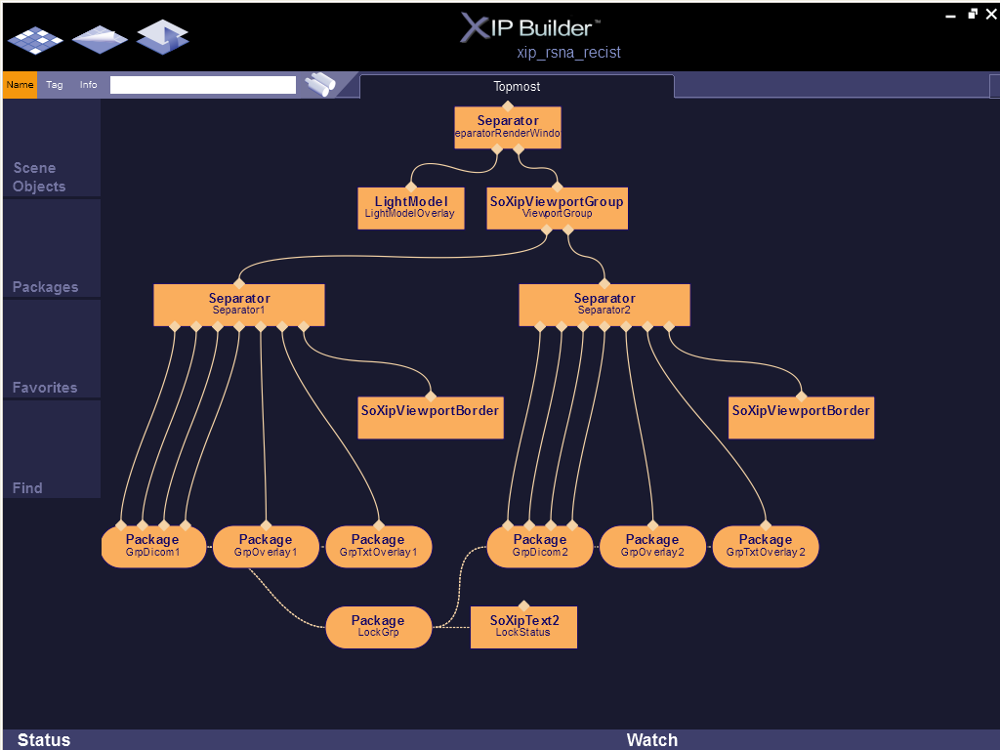 XIP Builder™
xip_rsna_recist
Name Tag Info
Topmost
Scene
Objects
Packages
Favorites
Find
Separator
eparatorRenderWindo
LightModel
LightModelOverlay
SoXipViewportGroup
ViewportGroup
Separator
Separator1
Separator
Separator2
SoXipViewportBorder
SoXipViewportBorder
Package
GrpDicom1
Package
GrpOverlay1
Package
GrpTxtOverlay1
Package
GrpDicom2
Package
GrpOverlay2
Package
GrpTxtOverlay2
Package
LockGrp
SoXipText2
LockStatus
Status
Watch